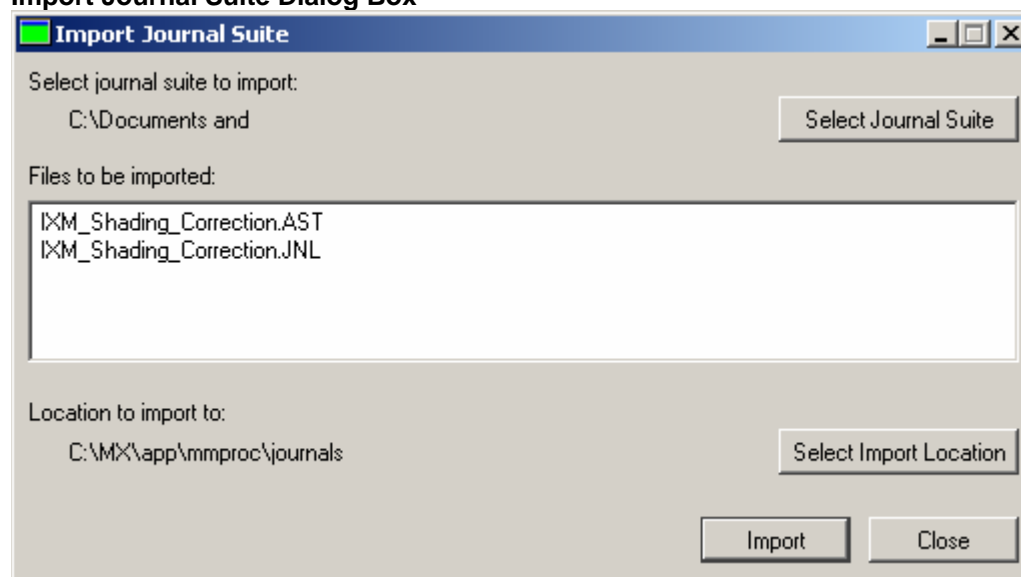 Import Journal Suite Dialog Box
Import Journal Suite
Select journal suite to import:
C:\Documents and
Select Journal Suite
Files to be imported:
IXM_Shading_Correction.AST
IXM_Shading_Correction.JNL
Location to import to:
C:\MX\app\mmproc\journals
Select Import Location
Import
Close